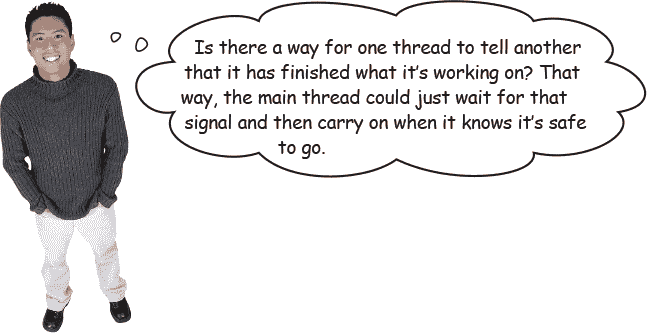 Is there a way for one thread to tell another
that it has finished what it's working on? That
way, the main thread could just wait for that
signal and then carry on when it knows it's safe
to go.